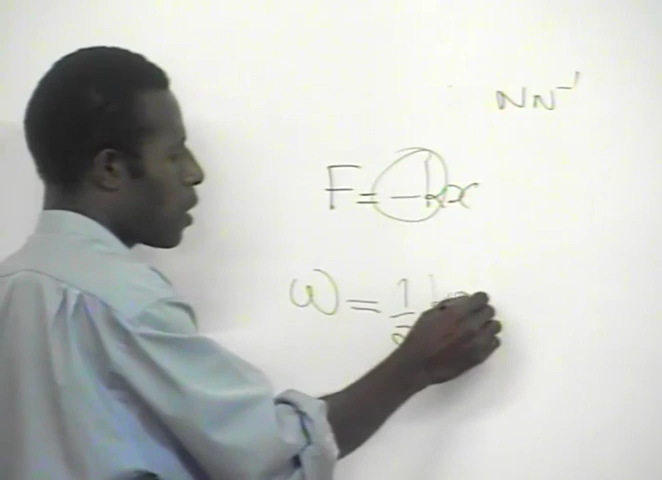 NN⁻¹
F = -kx
W = 1/2 k